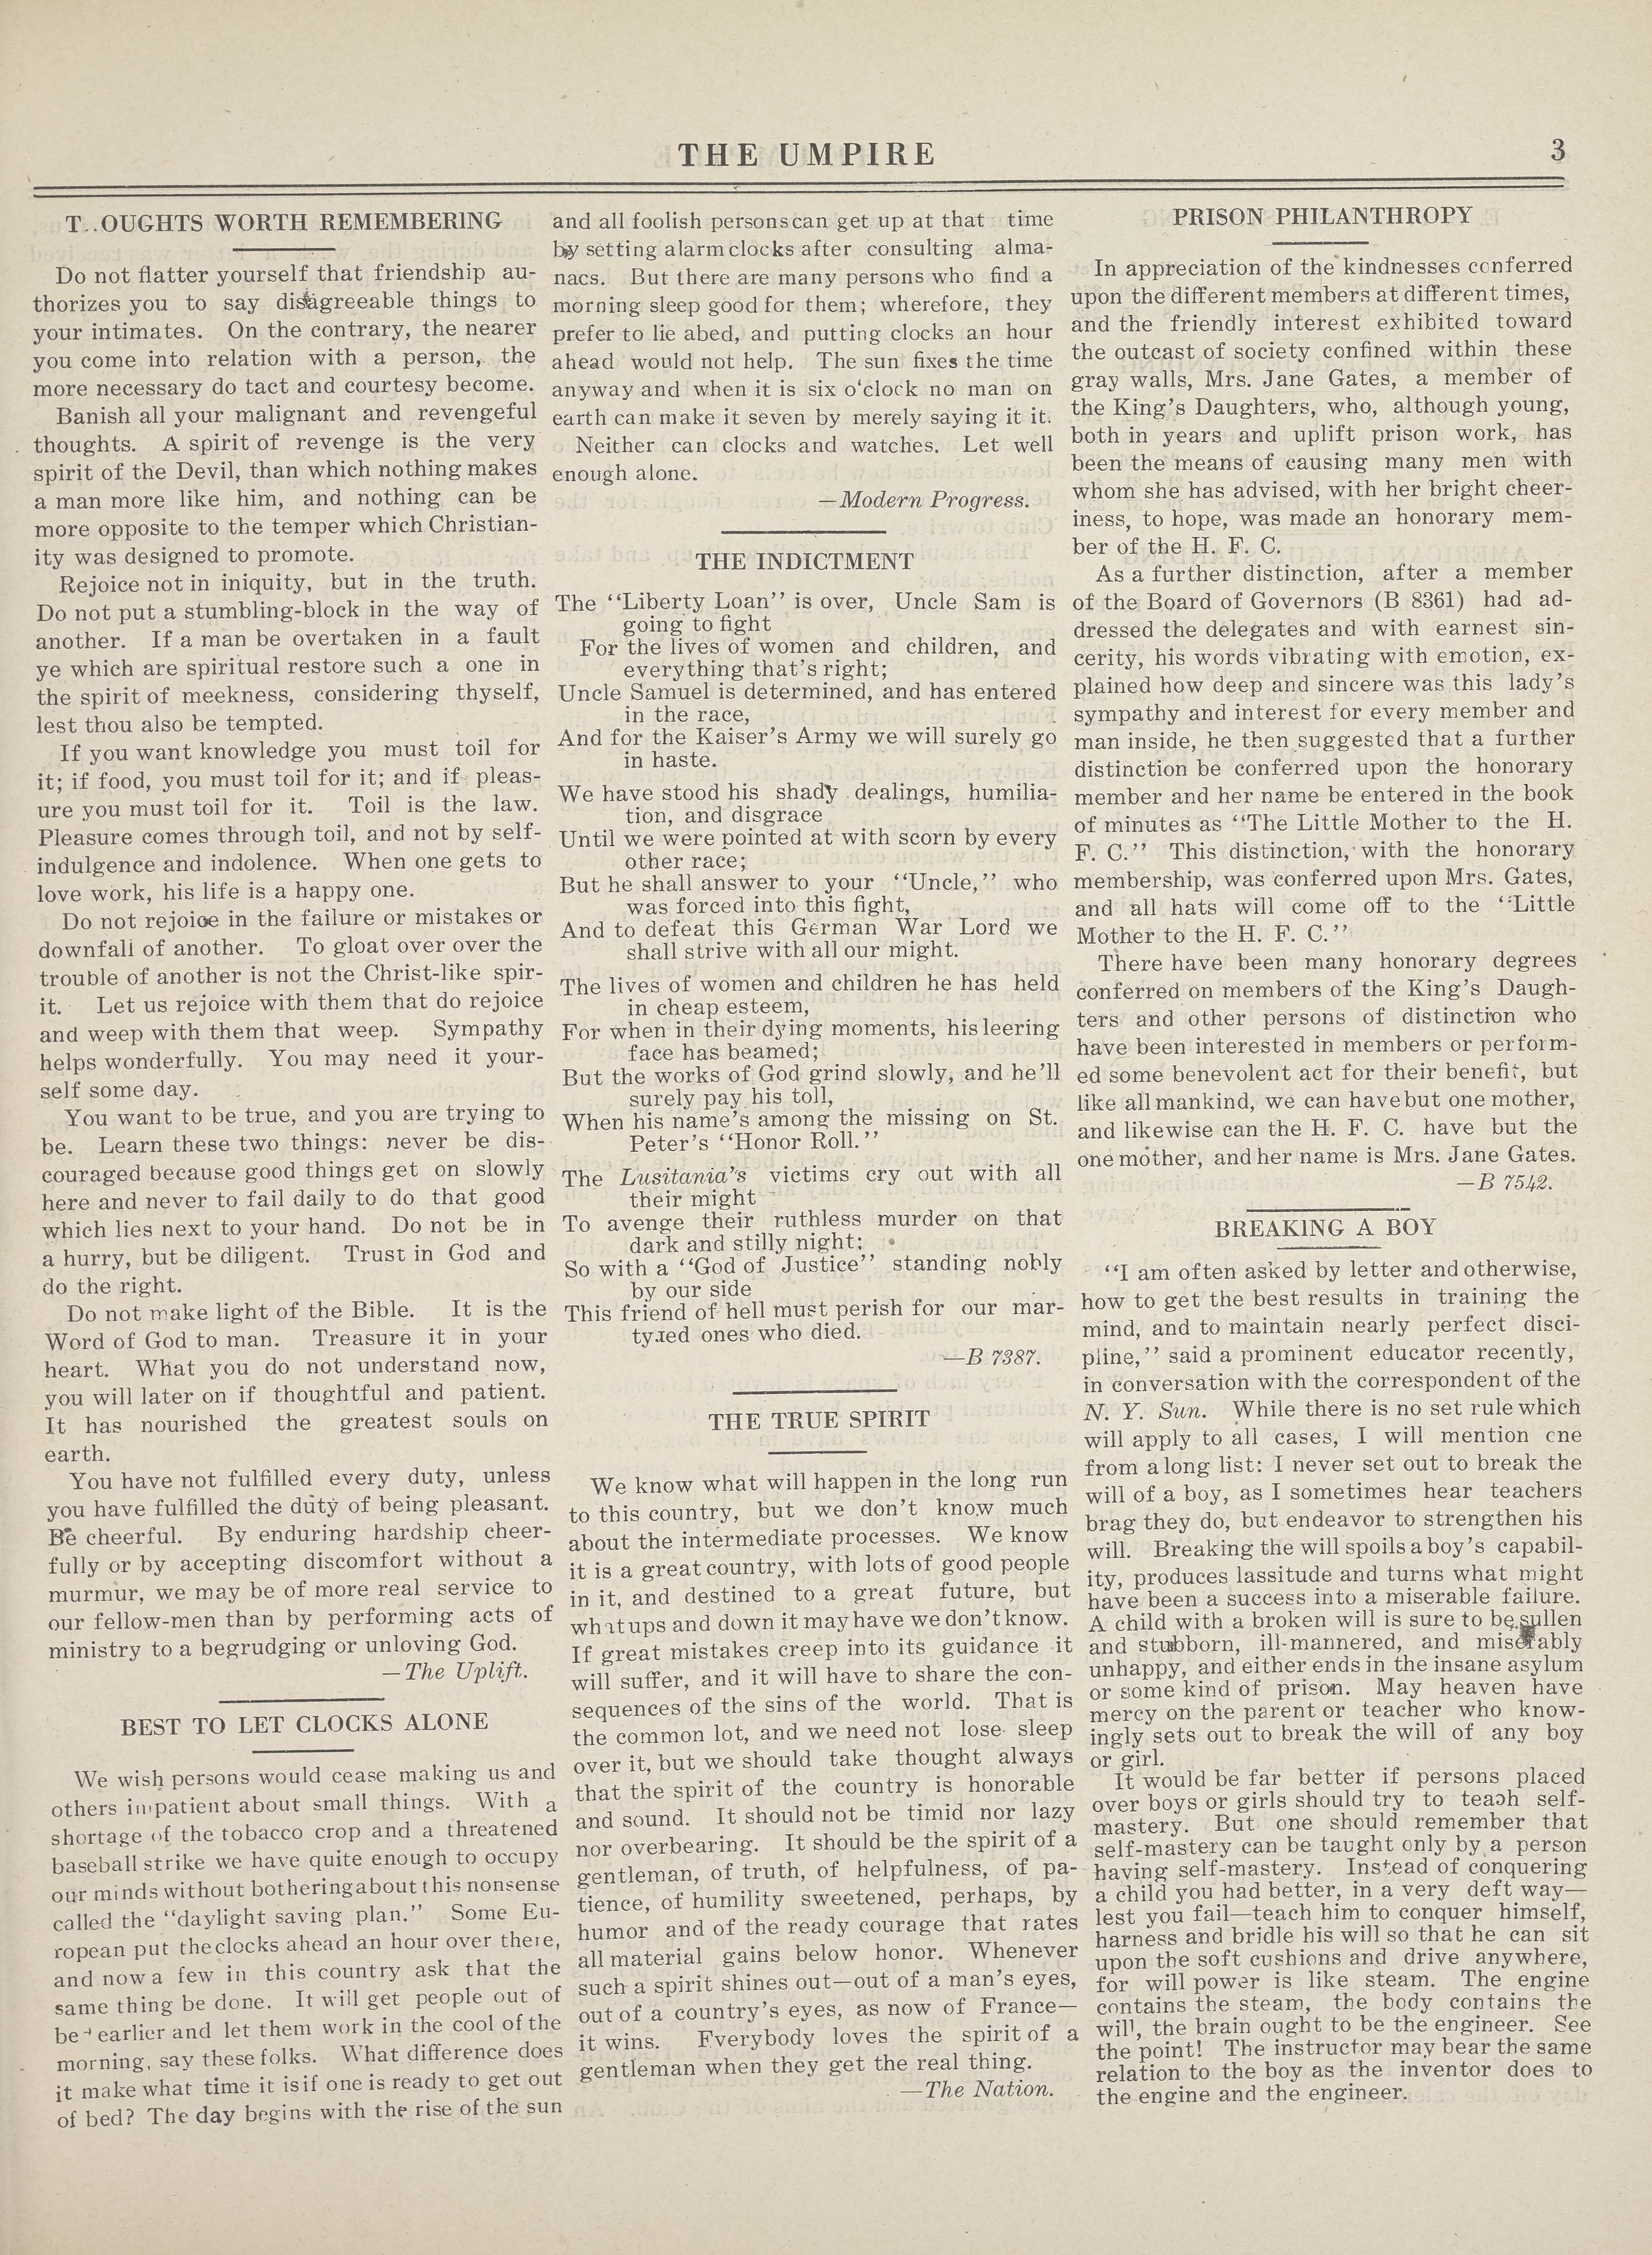 THE UMPIRE
3
T..OUGHTS WORTH REMEMBERING
Do not flatter yourself that friendship au-
thorizes you to say disagreeable things to
your intimates. On the contrary, the nearer
you come into relation with a person, the
more necessary do tact and courtesy become.
Banish all your malignant and revengeful
thoughts. A spirit of revenge is the very
spirit of the Devil, than which nothing makes
a man more like him, and nothing can be
more opposite to the temper which Christian-
ity was designed to promote.
Rejoice not in iniquity, but in the truth.
Do not put a stumbling-block in the way of
another. If a man be overtaken in a fault
ye which are spiritual restore such a one in
the spirit of meekness, considering thyself,
lest thou also be tempted.
If you want knowledge you must toil for
it; if food, you must toil for it; and if pleas-
ure you must toil for it. Toil is the law.
Pleasure comes through toil, and not by self-
indulgence and indolence. When one gets to
love work, his life is a happy one.
Do not rejoice in the failure or mistakes or
downfall of another. To gloat over over the
trouble of another is not the Christ-like spir-
it. Let us rejoice with them that do rejoice
and weep with them that weep. Sympathy
helps wonderfully. You may need it your-
self some day.
You want to be true, and you are trying to
be. Learn these two things: never be dis-
couraged because good things get on slowly
here and never to fail daily to do that good
which lies next to your hand. Do not be in
a hurry, but be diligent. Trust in God and
do the right.
Do not make light of the Bible. It is the
Word of God to man. Treasure it in your
heart. What you do not understand now,
you will later on if thoughtful and patient.
It has nourished the greatest souls on
earth.
You have not fulfilled every duty, unless
you have fulfilled the duty of being pleasant.
Be cheerful. By enduring hardship cheer-
fully or by accepting discomfort without a
murmur, we may be of more real service to
our fellow-men than by performing acts of
ministry to a begrudging or unloving God.
—The Uplift.
BEST TO LET CLOCKS ALONE
We wish persons would cease making us and
others impatient about small things. With a
shortage of the tobacco crop and a threatened
baseball strike we have quite enough to occupy
our minds without bothering about this nonsense
called the "daylight saving plan." Some Eu-
ropean put the clocks ahead an hour over there,
and now a few in this country ask that the
same thing be done. It will get people out of
bed earlier and let them work in the cool of the
morning, say these folks. What difference does
it make what time it is if one is ready to get out
of bed? The day begins with the rise of the sun
and all foolish persons can get up at that time
by setting alarm clocks after consulting alma-
nacs. But there are many persons who find a
morning sleep good for them; wherefore, they
prefer to lie abed, and putting clocks an hour
ahead would not help. The sun fixes the time
anyway and when it is six o'clock no man on
earth can make it seven by merely saying it it.
Neither can clocks and watches. Let well
enough alone.
—Modern Progress.
THE INDICTMENT
The "Liberty Loan" is over, Uncle Sam is
going to fight
For the lives of women and children, and
everything that's right;
Uncle Samuel is determined, and has entered
in the race,
And for the Kaiser's Army we will surely go
in haste.
We have stood his shady dealings, humilia-
tion, and disgrace
Until we were pointed at with scorn by every
other race;
But he shall answer to your "Uncle," who
was forced into this fight,
And to defeat this German War Lord we
shall strive with all our might.
The lives of women and children he has held
in cheap esteem,
For when in their dying moments, his leering
face has beamed;
But the works of God grind slowly, and he'll
surely pay his toll,
When his name's among the missing on St.
Peter's "Honor Roll."
The Lusitania's victims cry out with all
their might
To avenge their ruthless murder on that
dark and stilly night;
So with a "God of Justice" standing nobly
by our side
This friend of hell must perish for our mar-
tyred ones who died.
—B 7387.
THE TRUE SPIRIT
We know what will happen in the long run
to this country, but we don't know much
about the intermediate processes. We know
it is a great country, with lots of good people
in it, and destined to a great future, but
what ups and down it may have we don't know.
If great mistakes creep into its guidance it
will suffer, and it will have to share the con-
sequences of the sins of the world. That is
the common lot, and we need not lose sleep
over it, but we should take thought always
that the spirit of the country is honorable
and sound. It should not be timid nor lazy
nor overbearing. It should be the spirit of a
gentleman, of truth, of helpfulness, of pa-
tience, of humility sweetened, perhaps, by
humor and of the ready courage that rates
all material gains below honor. Whenever
such a spirit shines out—out of a man's eyes,
out of a country's eyes, as now of France—
it wins. Everybody loves the spirit of a
gentleman when they get the real thing.
—The Nation.
PRISON PHILANTHROPY
In appreciation of the kindnesses conferred
upon the different members at different times,
and the friendly interest exhibited toward
the outcast of society confined within these
gray walls, Mrs. Jane Gates, a member of
the King's Daughters, who, although young,
both in years and uplift prison work, has
been the means of causing many men with
whom she has advised, with her bright cheer-
iness, to hope, was made an honorary mem-
ber of the H. F. C.
As a further distinction, after a member
of the Board of Governors (B 8361) had ad-
dressed the delegates and with earnest sin-
cerity, his words vibrating with emotion, ex-
plained how deep and sincere was this lady's
sympathy and interest for every member and
man inside, he then suggested that a further
distinction be conferred upon the honorary
member and her name be entered in the book
of minutes as "The Little Mother to the H.
F. C." This distinction, with the honorary
membership, was conferred upon Mrs. Gates,
and all hats will come off to the "Little
Mother to the H. F. C."
There have been many honorary degrees
conferred on members of the King's Daugh-
ters and other persons of distinction who
have been interested in members or perform-
ed some benevolent act for their benefit, but
like all mankind, we can have but one mother,
and likewise can the H. F. C. have but the
one mother, and her name is Mrs. Jane Gates.
—B 7542.
BREAKING A BOY
"I am often asked by letter and otherwise,
how to get the best results in training the
mind, and to maintain nearly perfect disci-
pline," said a prominent educator recently,
in conversation with the correspondent of the
N. Y. Sun. While there is no set rule which
will apply to all cases, I will mention one
from a long list: I never set out to break the
will of a boy, as I sometimes hear teachers
brag they do, but endeavor to strengthen his
will. Breaking the will spoils a boy's capabil-
ity, produces lassitude and turns what might
have been a success into a miserable failure.
A child with a broken will is sure to be sullen
and stubborn, ill-mannered, and miserably
unhappy, and either ends in the insane asylum
or some kind of prison. May heaven have
mercy on the parent or teacher who know-
ingly sets out to break the will of any boy
or girl.
It would be far better if persons placed
over boys or girls should try to teach self-
mastery. But one should remember that
self-mastery can be taught only by a person
having self-mastery. Instead of conquering
a child you had better, in a very deft way—
lest you fail—teach him to conquer himself,
harness and bridle his will so that he can sit
upon the soft cushions and drive anywhere,
for will power is like steam. The engine
contains the steam, the body contains the
will, the brain ought to be the engineer. See
the point! The instructor may bear the same
relation to the boy as the inventor does to
the engine and the engineer.